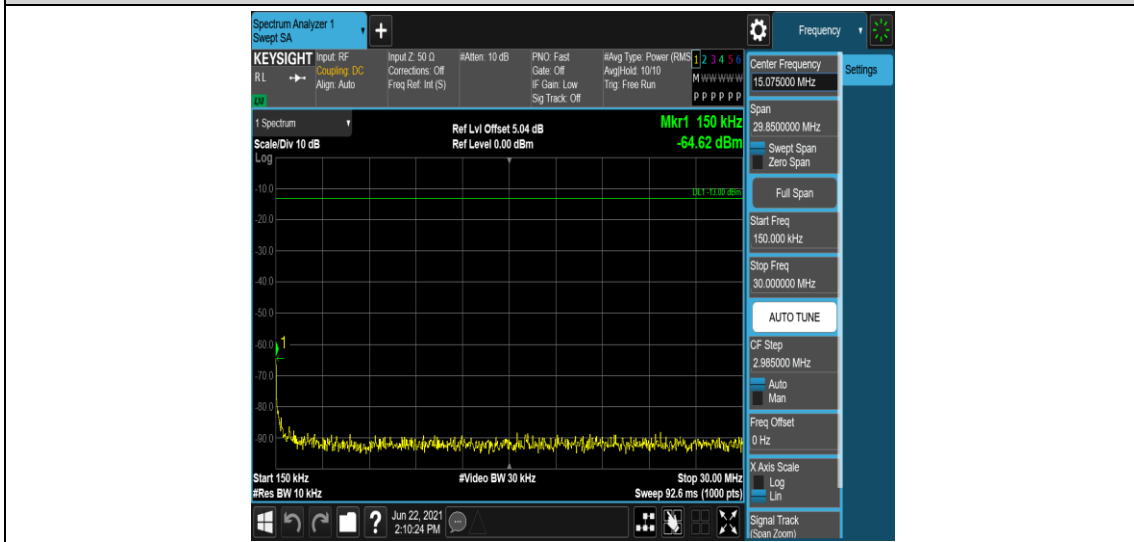 Spectrum Analyzer 1
Swept SA
+
Frequency
KEYSIGHT
RL
LXI
Input: RF
Coupling: DC
Align: Auto
Input Z: 50 Ω
Corrections: Off
Freq Ref: Int (S)
#Atten: 10 dB
PNO: Fast
Gate: Off
IF Gain: Low
Sig Track: Off
#Avg Type: Power (RMS
Avg|Hold: 10/10
Trig: Free Run
1 2 3 4 5 6
M W W W W W
P P P P P P
1 Spectrum
Scale/Div 10 dB
Log
Ref Lvl Offset 5.04 dB
Ref Level 0.00 dBm
Mkr1 150 kHz
-64.62 dBm
DL1 -13.00 dBm
-10.0
-20.0
-30.0
-40.0
-50.0
-60.0
1
-70.0
-80.0
-90.0
Start 150 kHz
#Video BW 30 kHz
Stop 30.00 MHz
#Res BW 10 kHz
Sweep 92.6 ms (1000 pts)
?
Jun 22, 2021
2:10:24 PM
Center Frequency
15.075000 MHz
Settings
Span
29.8500000 MHz
Swept Span
Zero Span
Full Span
Start Freq
150.000 kHz
Stop Freq
30.000000 MHz
AUTO TUNE
CF Step
2.985000 MHz
Auto
Man
Freq Offset
0 Hz
X Axis Scale
Log
Lin
Signal Track
(Span Zoom)